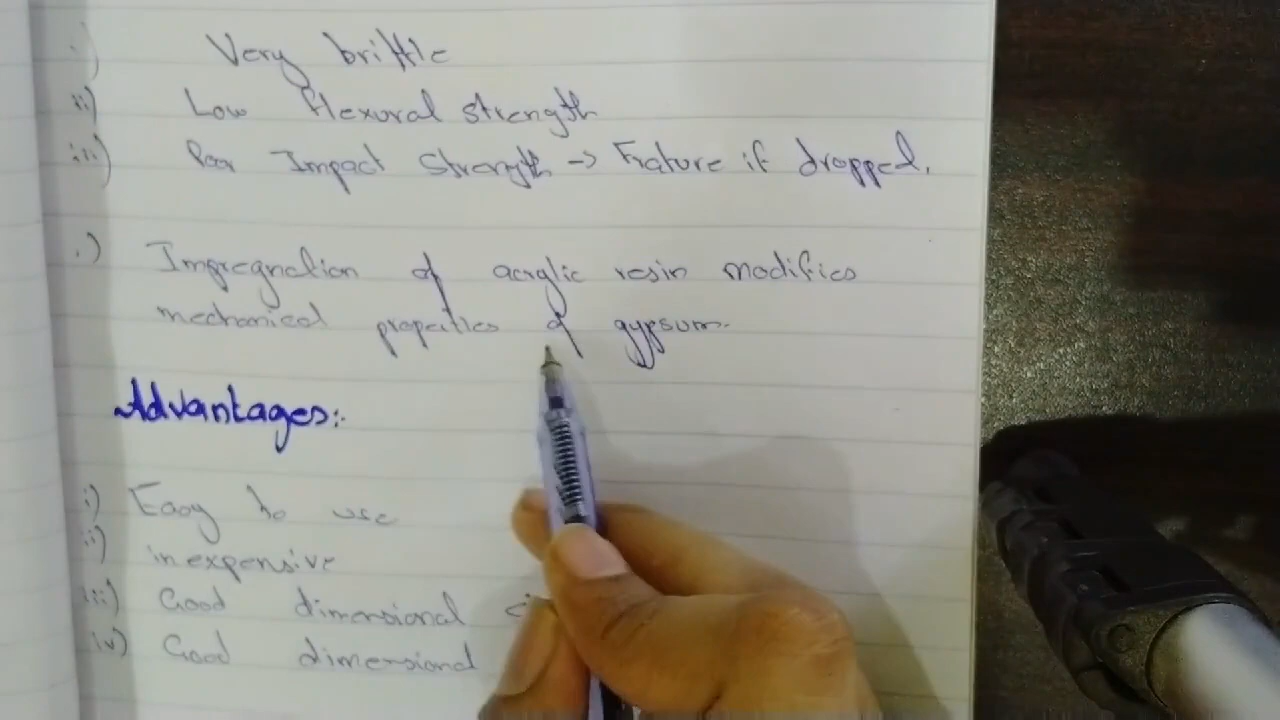 i) Very brittle
ii) Low flexural strength
iii) Poor Impact Strength -> Frature if dropped.
.) Impregnation of acrylic resin modifies
mechanical properties of gypsum.
Advantages:
i) Easy to use
ii) inexpensive
iii) Good dimensional
iv) Good dimensional